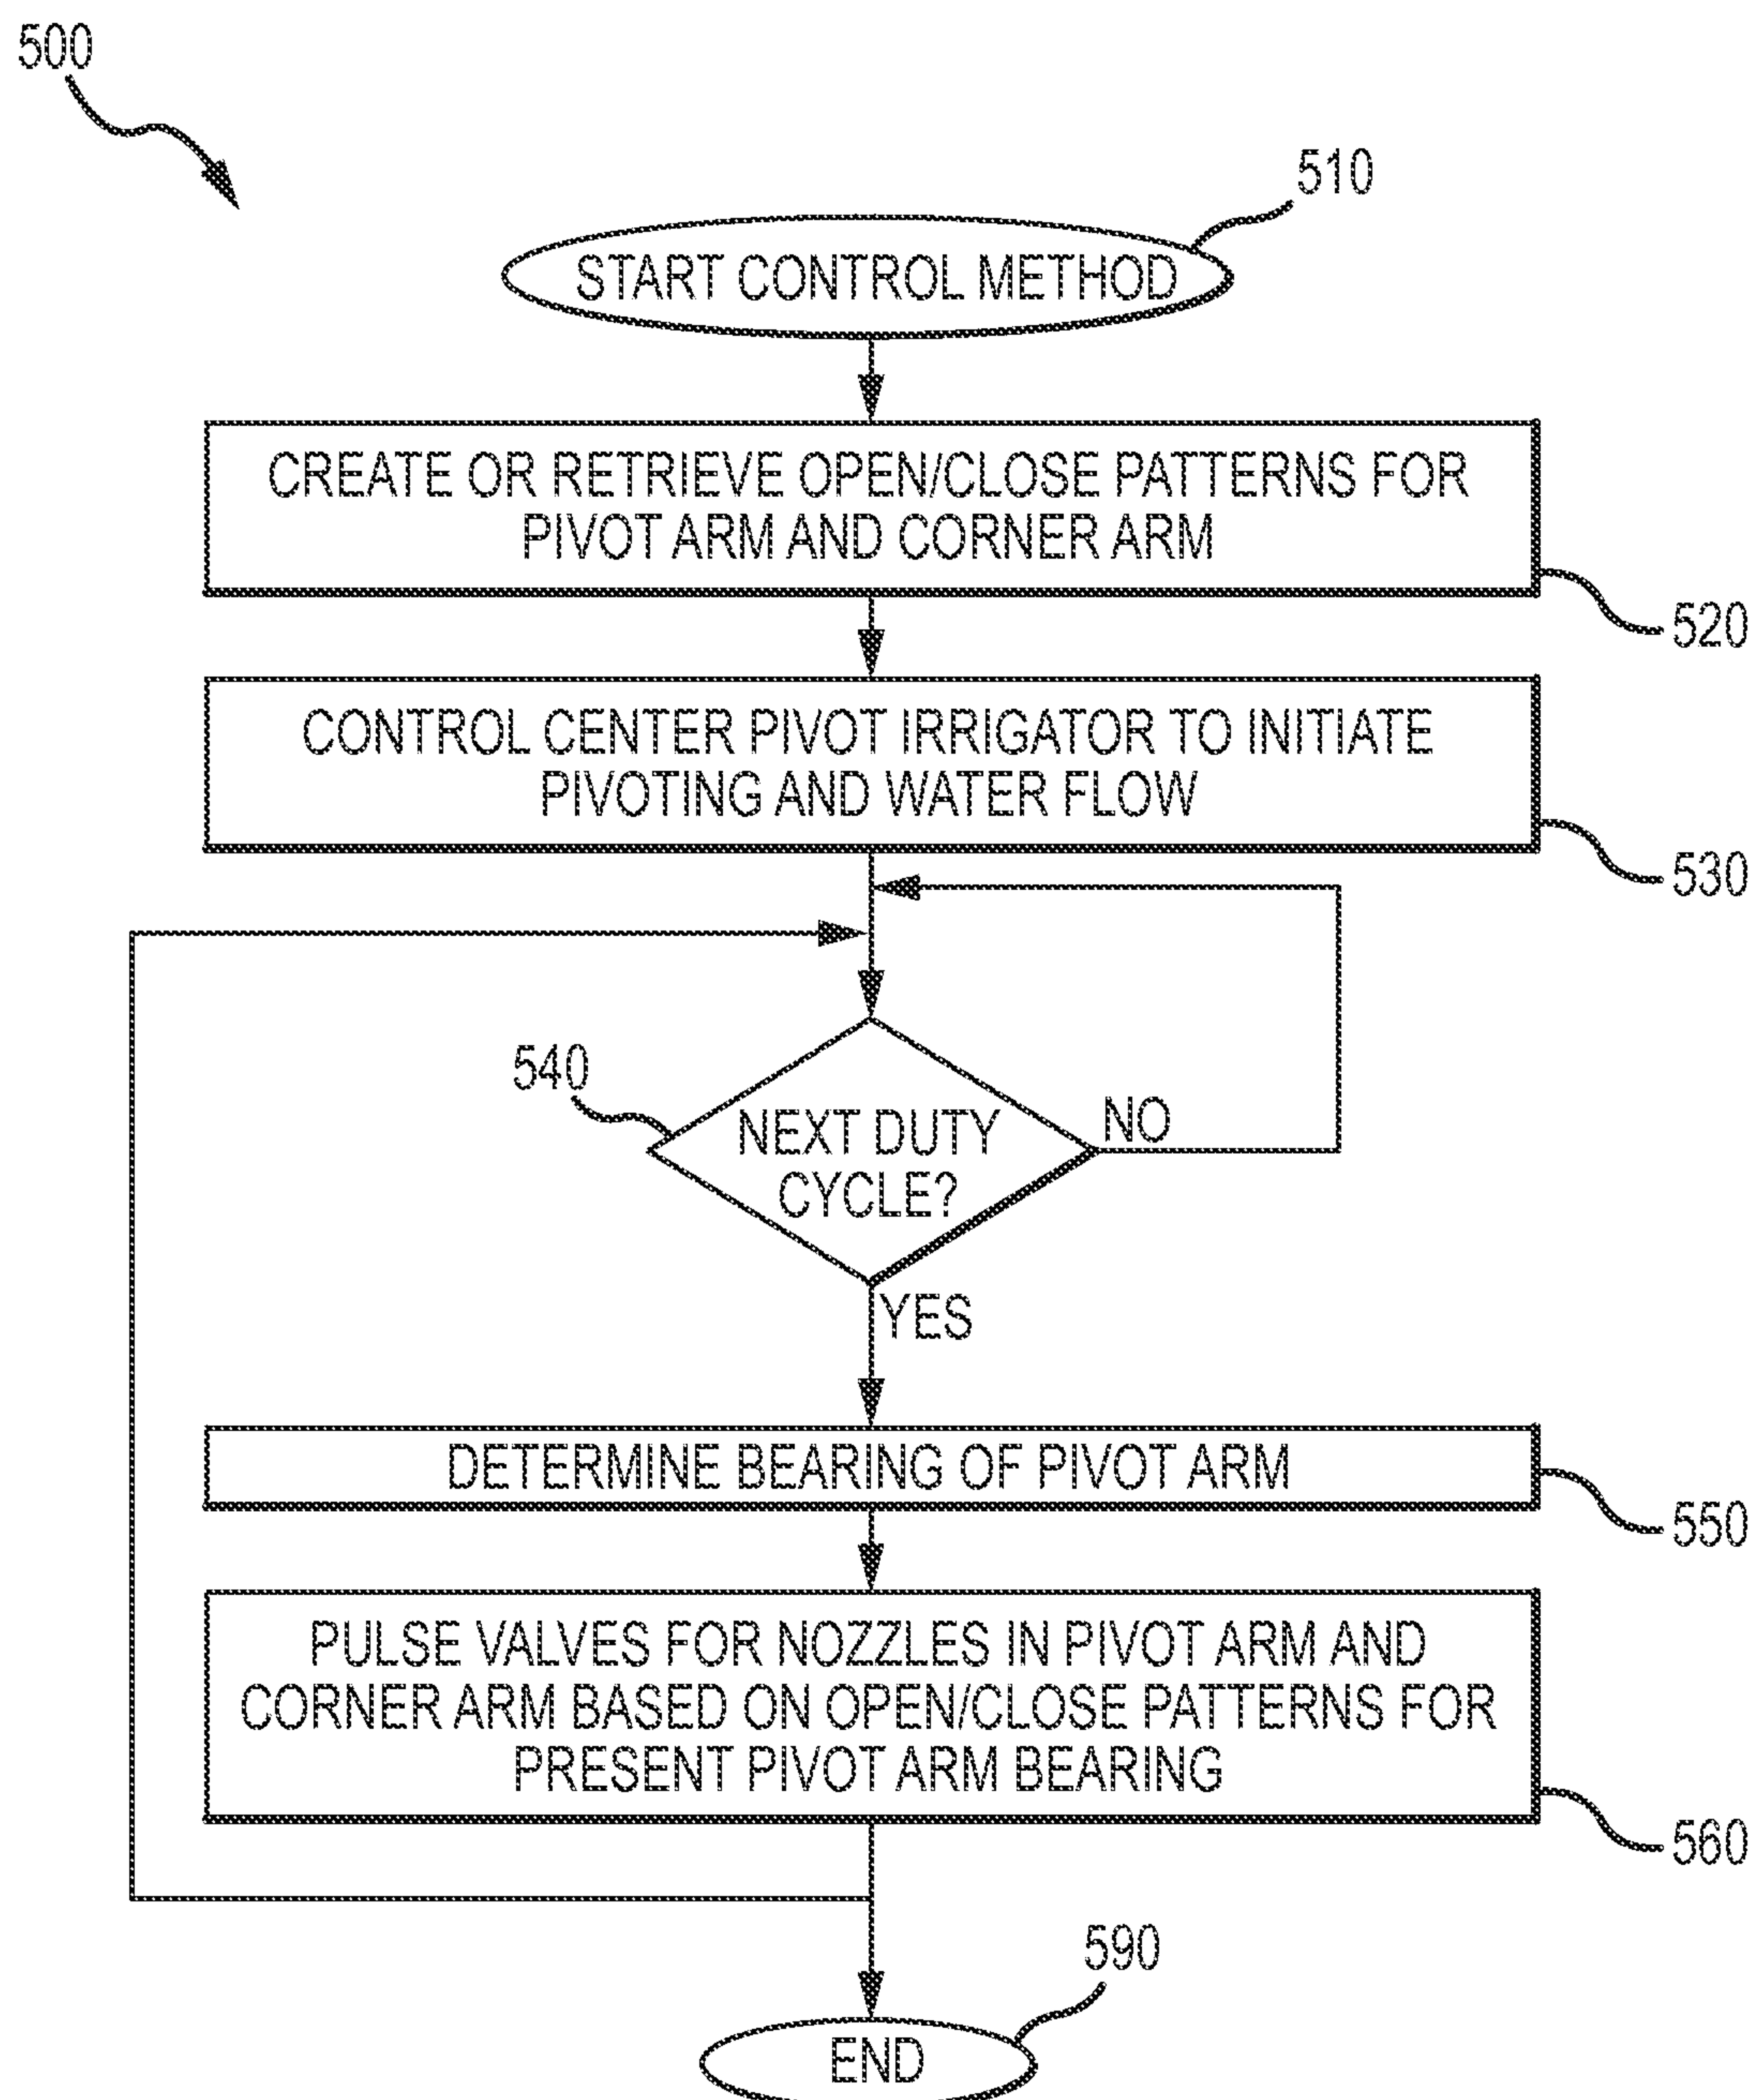 500
510
START CONTROL METHOD
CREATE OR RETRIEVE OPEN/CLOSE PATTERNS FOR
PIVOT ARM AND CORNER ARM
520
CONTROL CENTER PIVOT IRRIGATOR TO INITIATE
PIVOTING AND WATER FLOW
530
540
NEXT DUTY
CYCLE?
NO
YES
DETERMINE BEARING OF PIVOT ARM
550
PULSE VALVES FOR NOZZLES IN PIVOT ARM AND
CORNER ARM BASED ON OPEN/CLOSE PATTERNS FOR
PRESENT PIVOT ARM BEARING
560
590
END